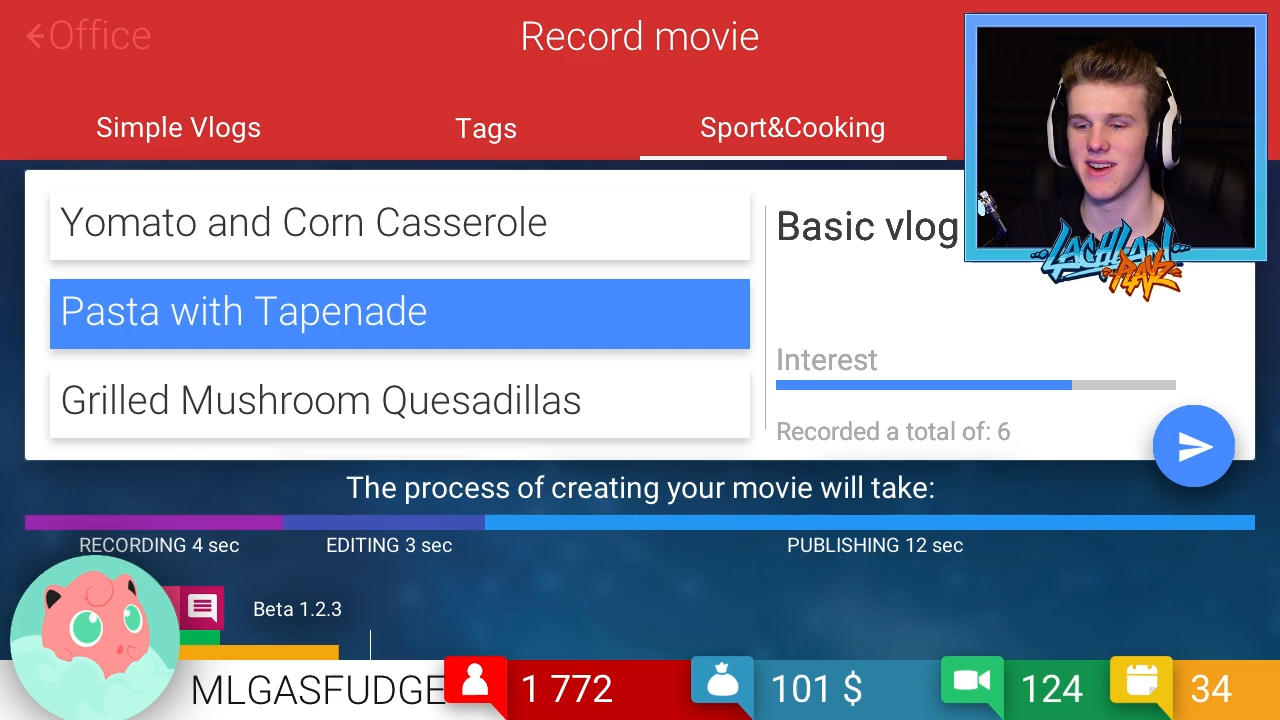 Office
Record movie
Simple Vlogs
Tags
Sport&Cooking
Yomato and Corn Casserole
Pasta with Tapenade
Grilled Mushroom Quesadillas
Basic vlog
Interest
Recorded a total of: 6
LACHLAN
PLAYZ
The process of creating your movie will take:
RECORDING 4 sec
EDITING 3 sec
PUBLISHING 12 sec
Beta 1.2.3
MLGASFUDGE
1 772
101 $
124
34